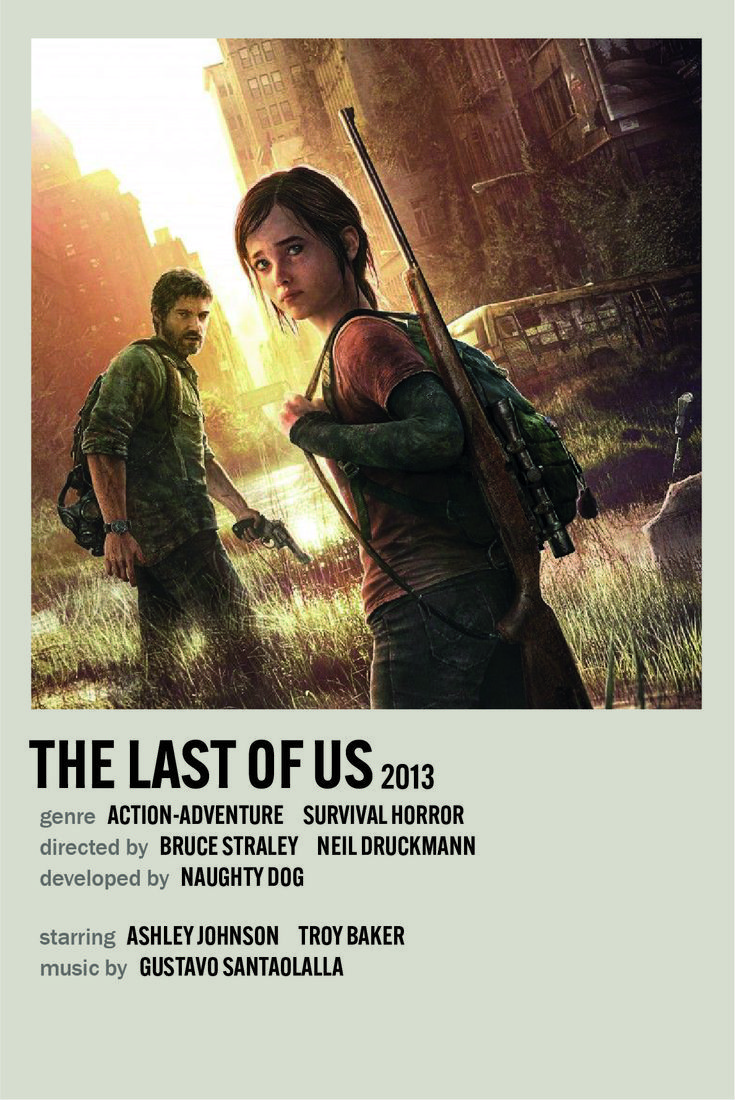 THE LAST OF US 2013
genre ACTION-ADVENTURE SURVIVAL HORROR
directed by BRUCE STRALEY NEIL DRUCKMANN
developed by NAUGHTY DOG
starring ASHLEY JOHNSON TROY BAKER
music by GUSTAVO SANTAOLALLA